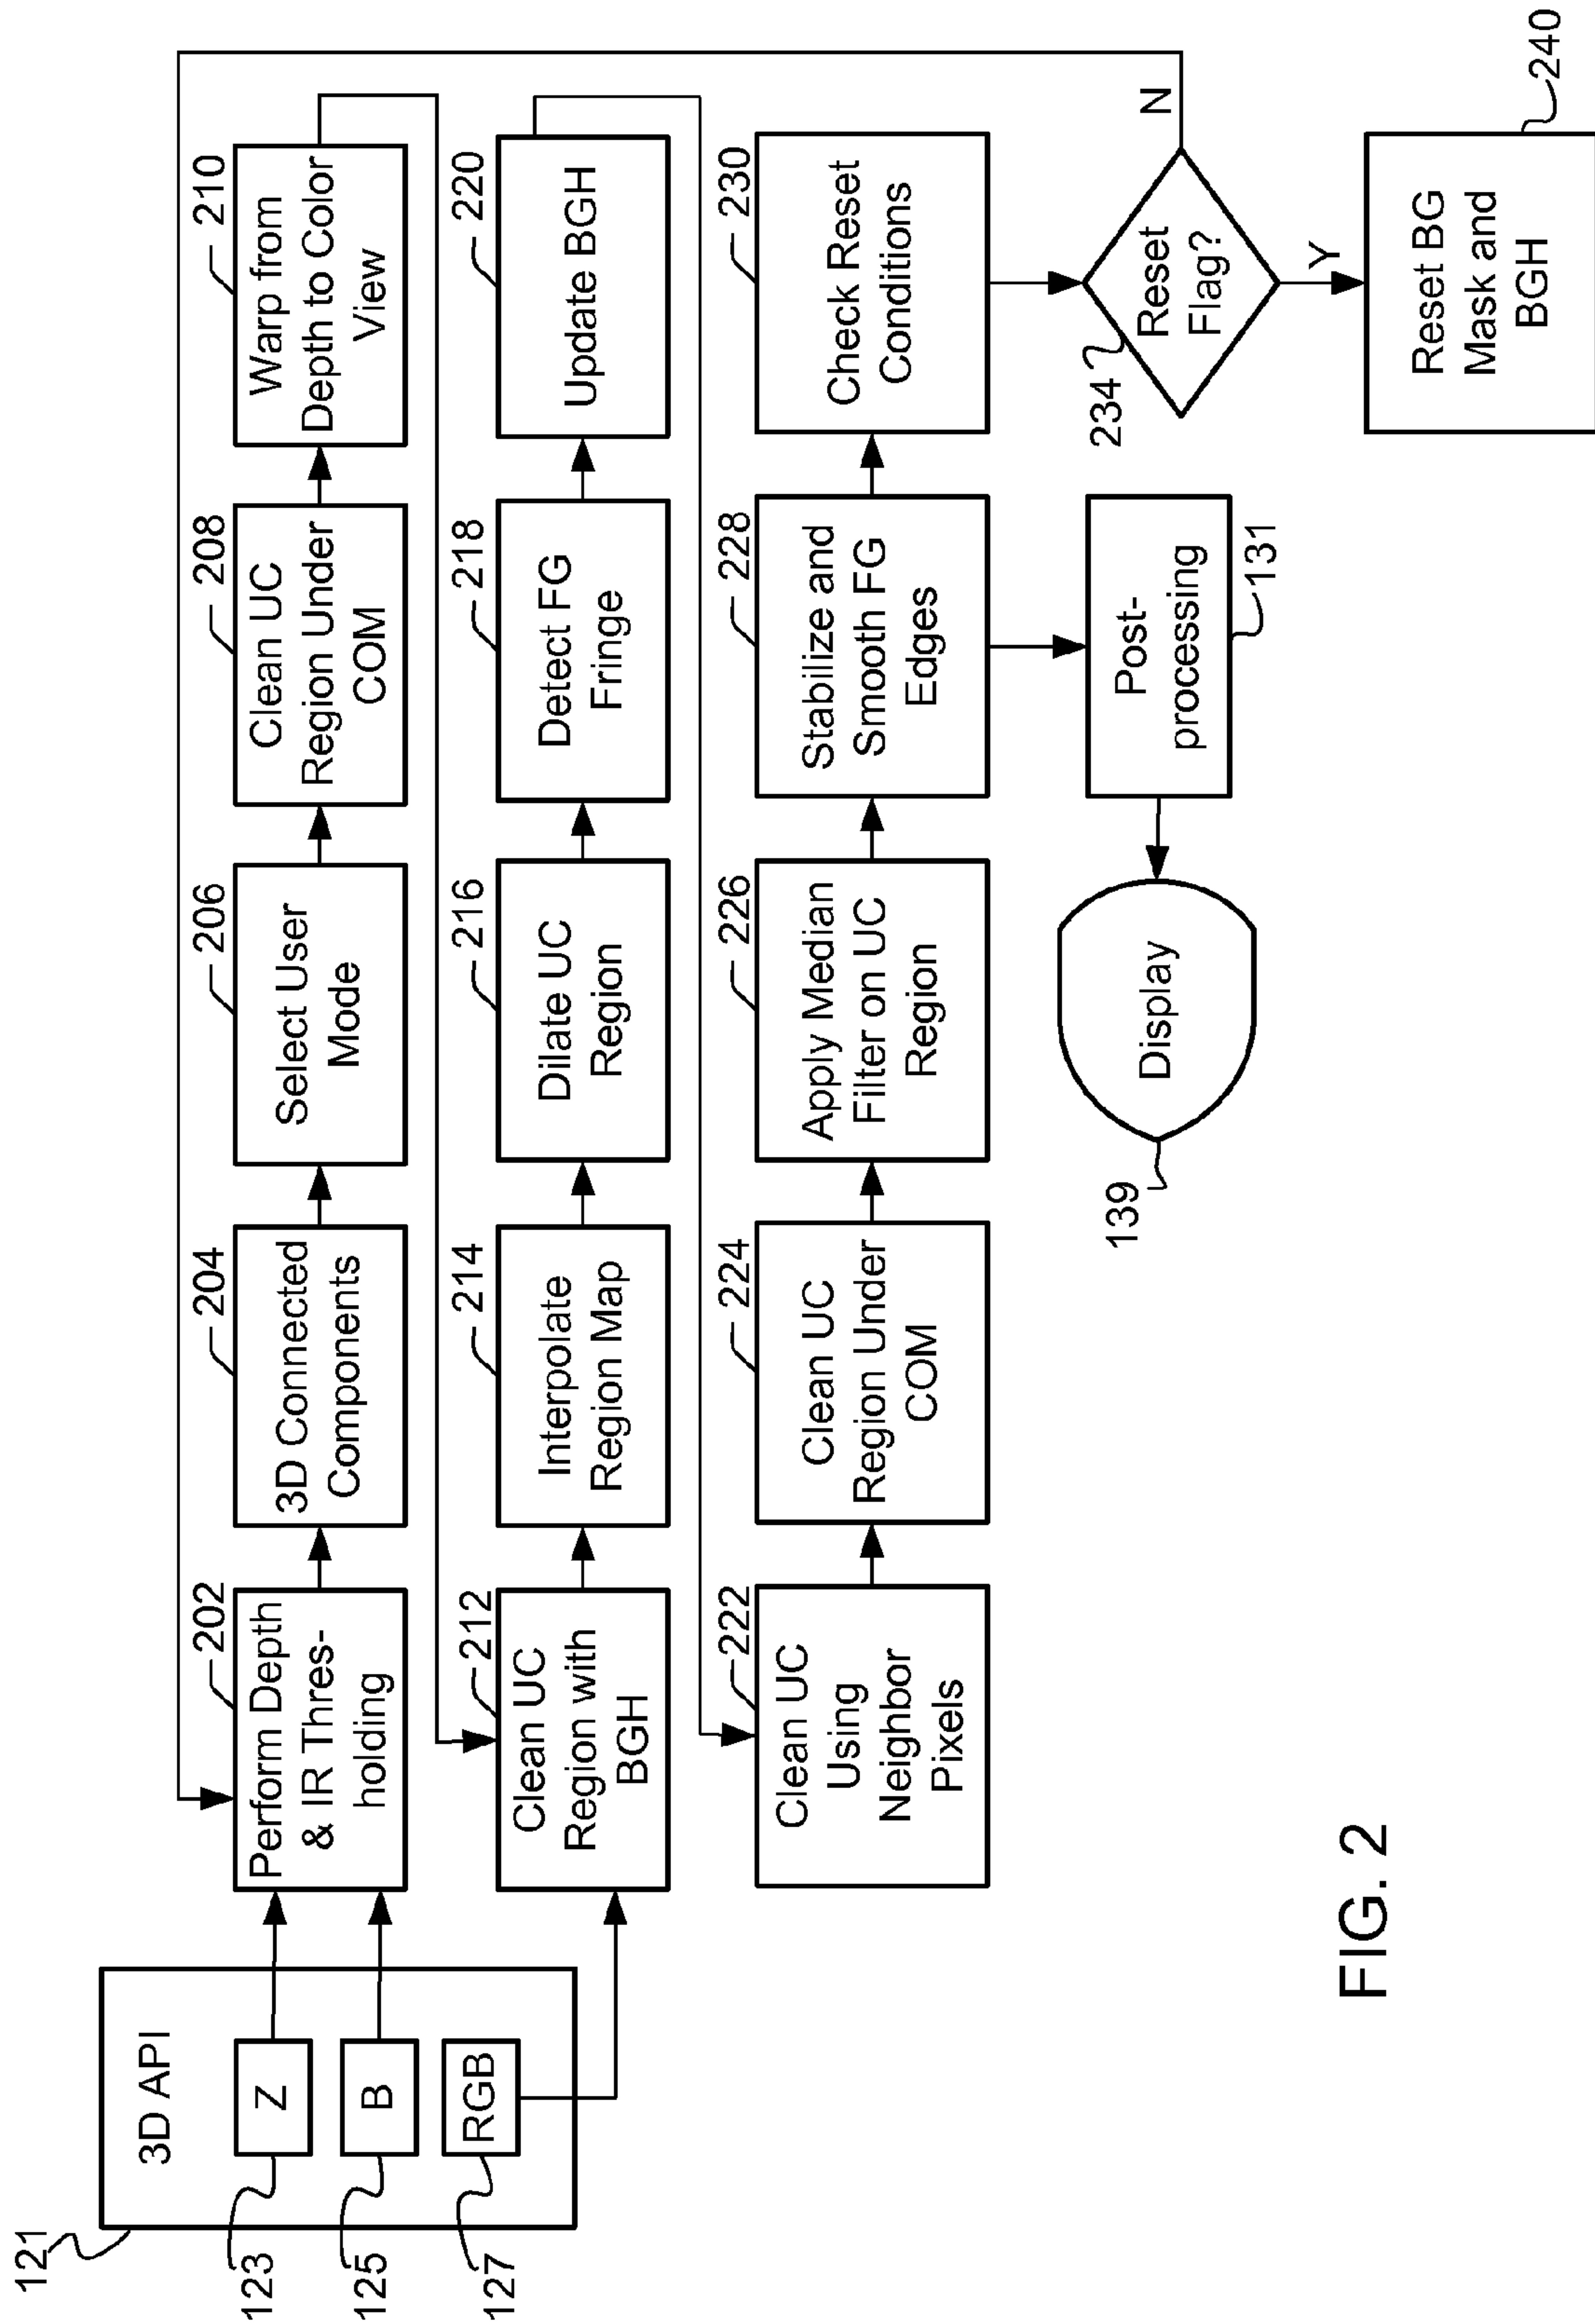 121
3D API
123
Z
125
B
127
RGB
202
Perform Depth
& IR Thres-
holding
204
3D Connected
Components
206
Select User
Mode
208
Clean UC
Region Under
COM
210
Warp from
Depth to Color
View
212
Clean UC
Region with
BGH
214
Interpolate
Region Map
216
Dilate UC
Region
218
Detect FG
Fringe
220
Update BGH
222
Clean UC
Using
Neighbor
Pixels
224
Clean UC
Region Under
COM
226
Apply Median
Filter on UC
Region
228
Stabilize and
Smooth FG
Edges
230
Check Reset
Conditions
234
Reset
Flag?
N
Y
139
Display
Post-
processing
131
Reset BG
Mask and
BGH
240
FIG. 2